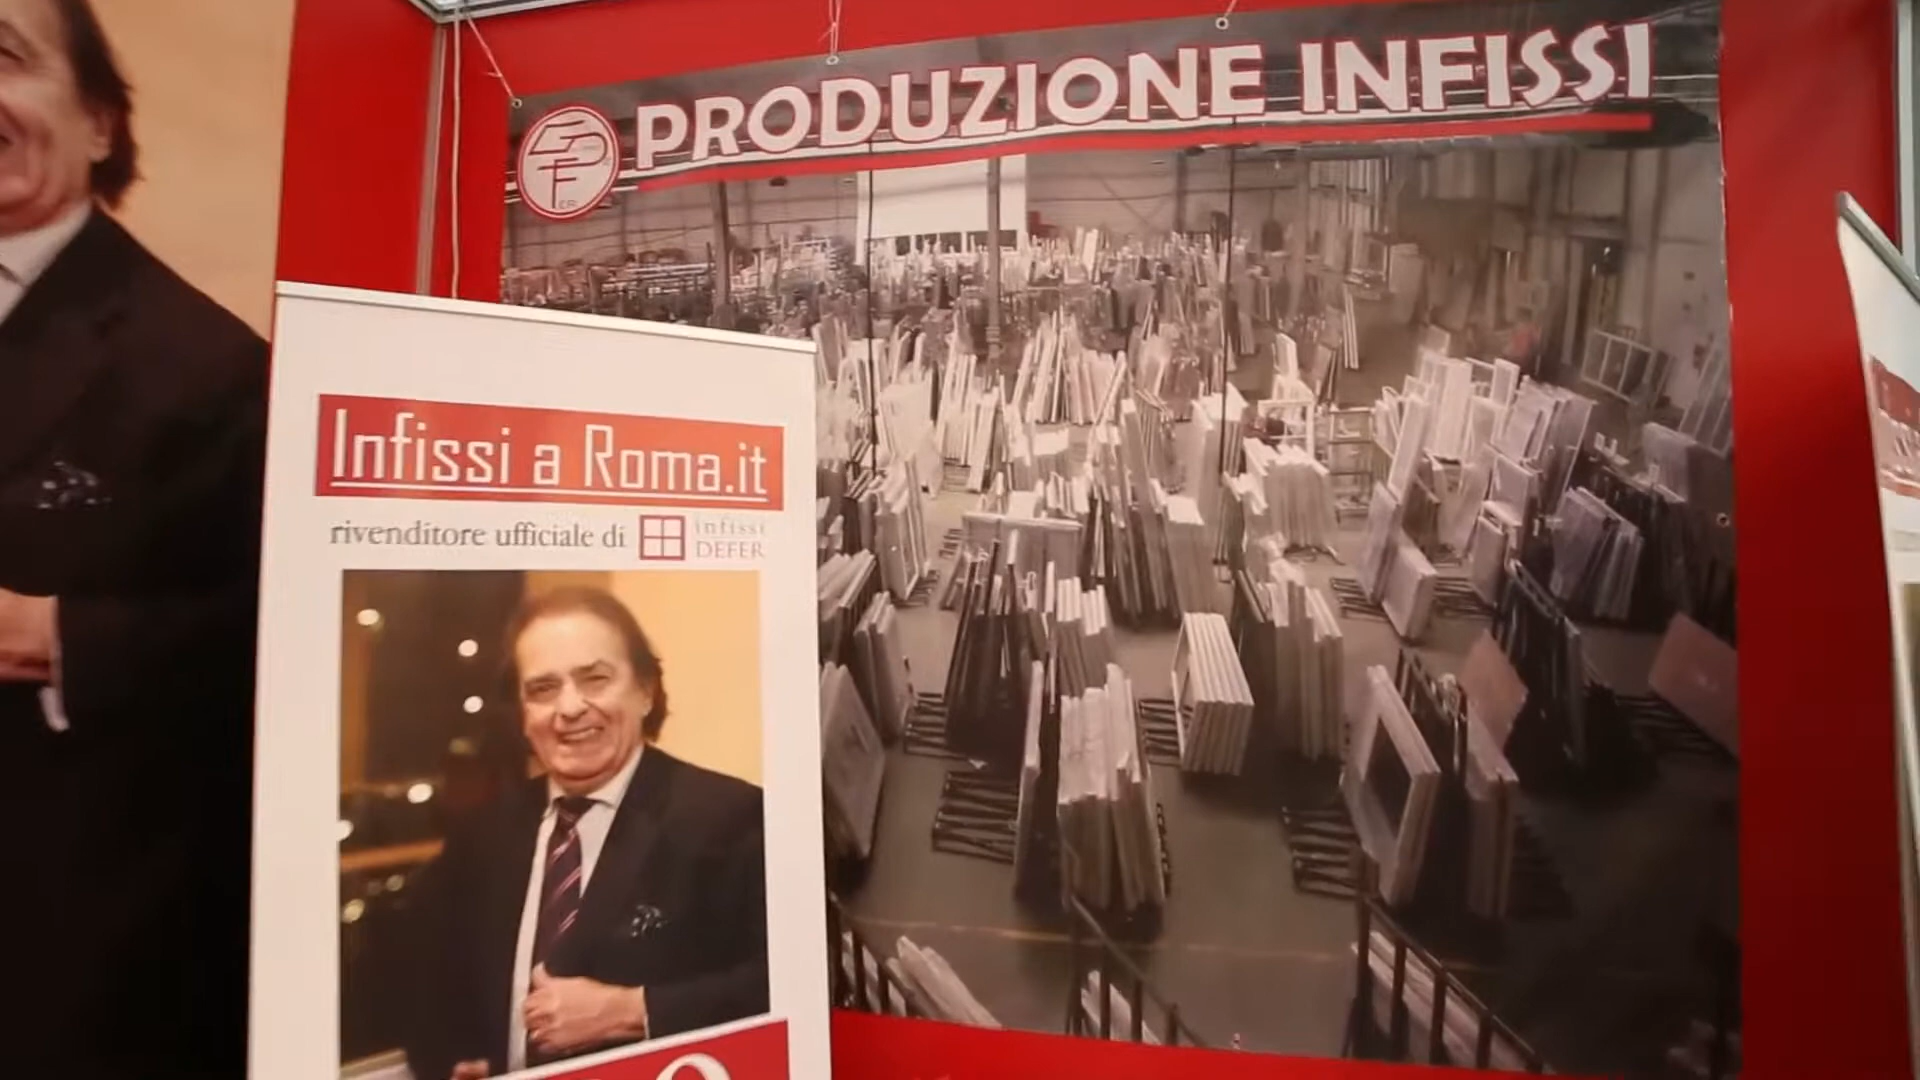 PRODUZIONE INFISSI
Infissi a Roma.it
rivenditore ufficiale di
infissi
DEFER